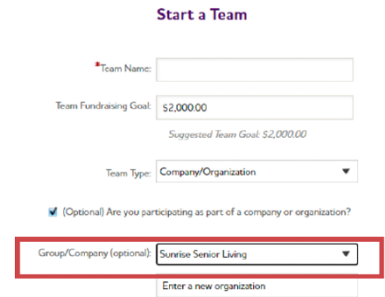 Start a Team
*Team Name:
Team Fundraising Goal: $2,000.00
Suggested Team Goal: $2,000.00
Team Type: Company/Organization
(Optional) Are you participating as part of a company or organization?
Group/Company (optional): Sunrise Senior Living
Enter a new organization